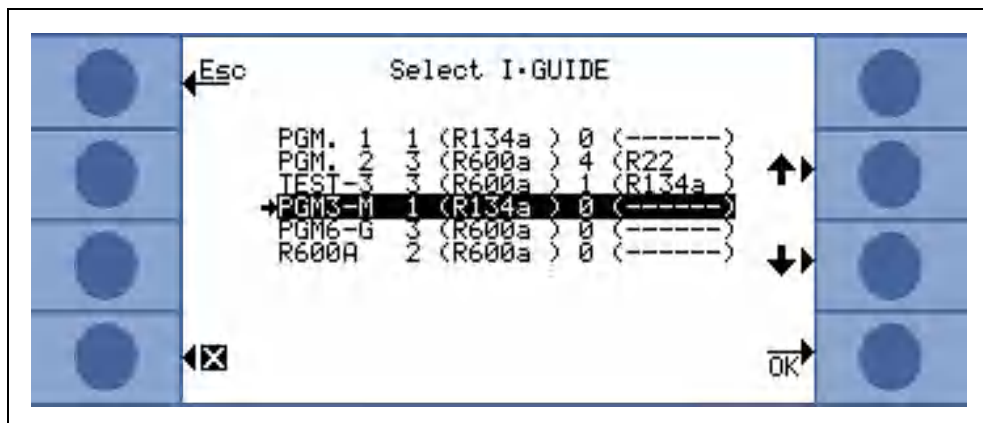 Esc Select I·GUIDE
PGM. 1 1 (R134a ) 0 (------)
PGM. 2 3 (R600a ) 4 (R22 )
TEST-3 3 (R600a ) 1 (R134a )
PGM3-M 1 (R134a ) 0 (------)
PGM6-G 3 (R600a ) 0 (------)
R600A 2 (R600a ) 0 (------)
OK